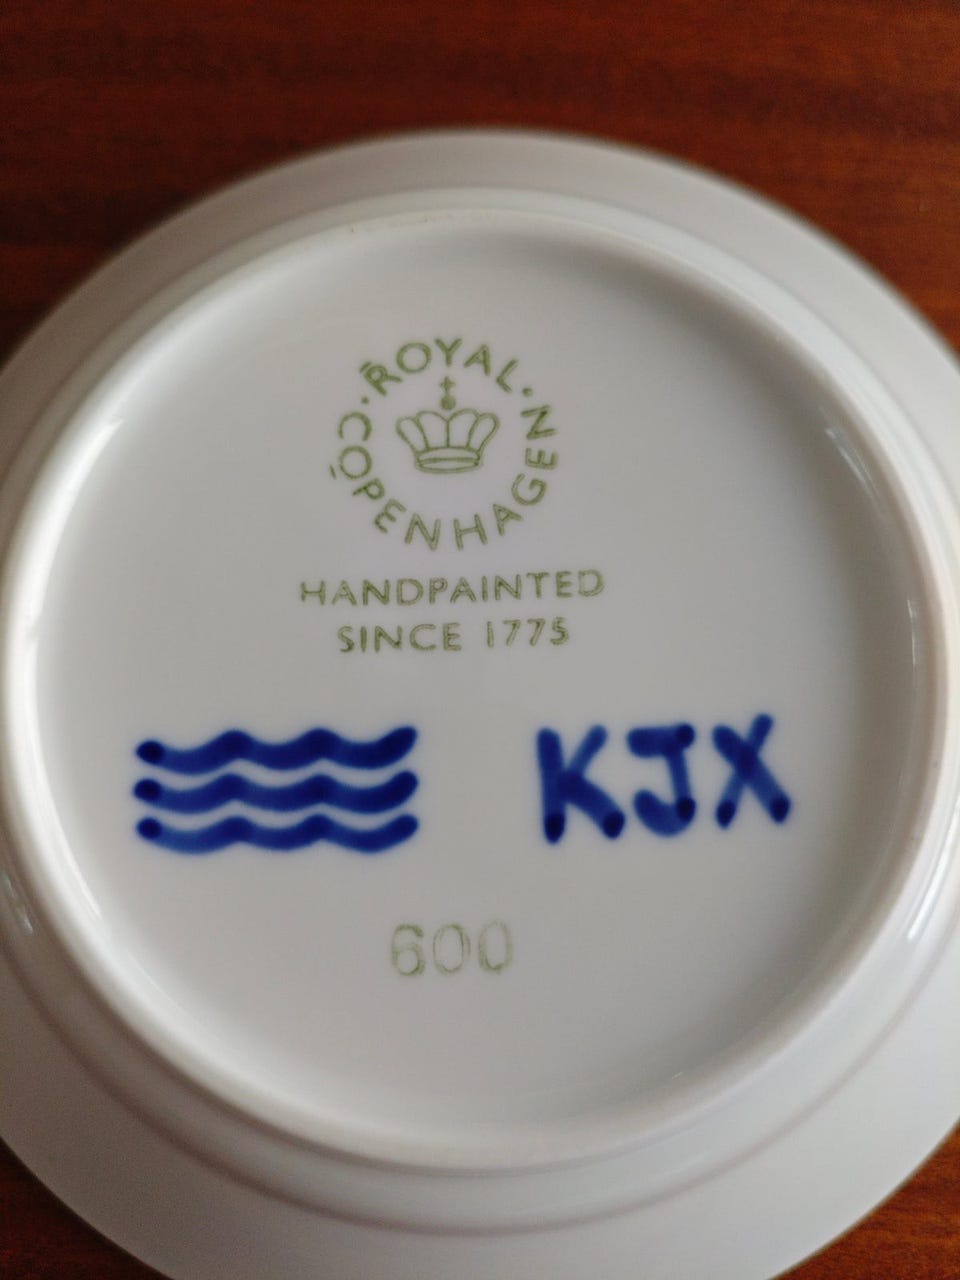 ROYAL · COPENHAGEN ·
HANDPAINTED
SINCE 1775
KJX
600